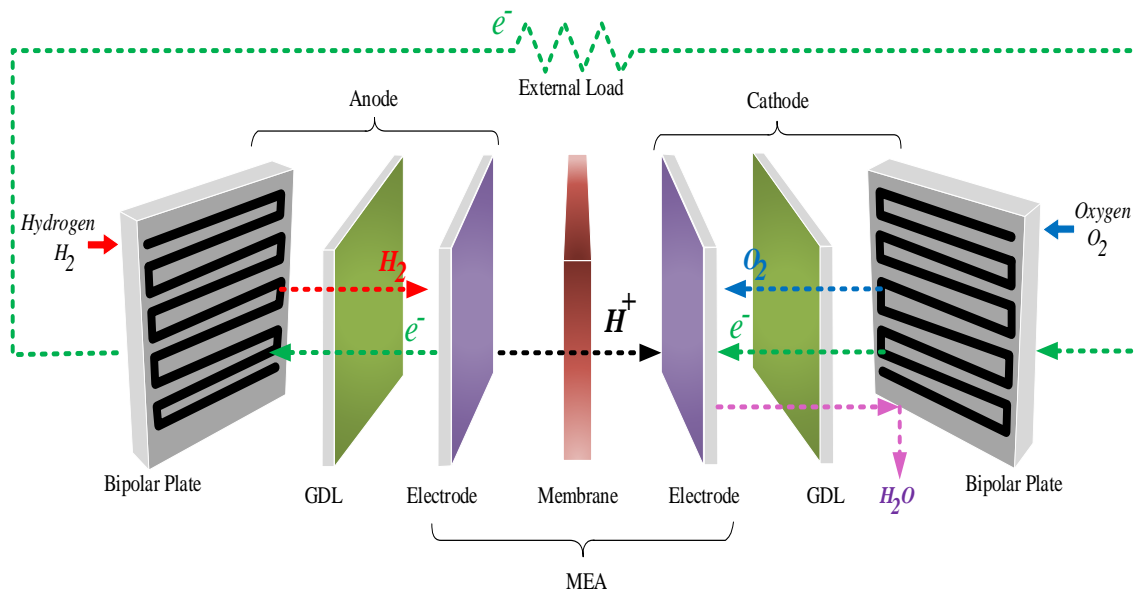 e-
External Load
Anode
Cathode
Hydrogen
H2
Oxygen
O2
H2
O2
H+
e-
e-
Bipolar Plate
GDL
Electrode
Membrane
Electrode
GDL
H2O
Bipolar Plate
MEA